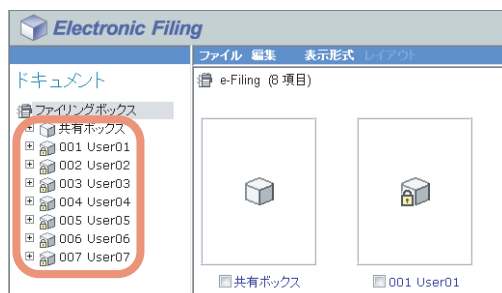 Electronic Filing
ファイル 編集 表示形式 レイアウト
ドキュメント
ファイリングボックス
共有ボックス
001 User01
002 User02
003 User03
004 User04
005 User05
006 User06
007 User07
e-Filing (8 項目)
共有ボックス
001 User01